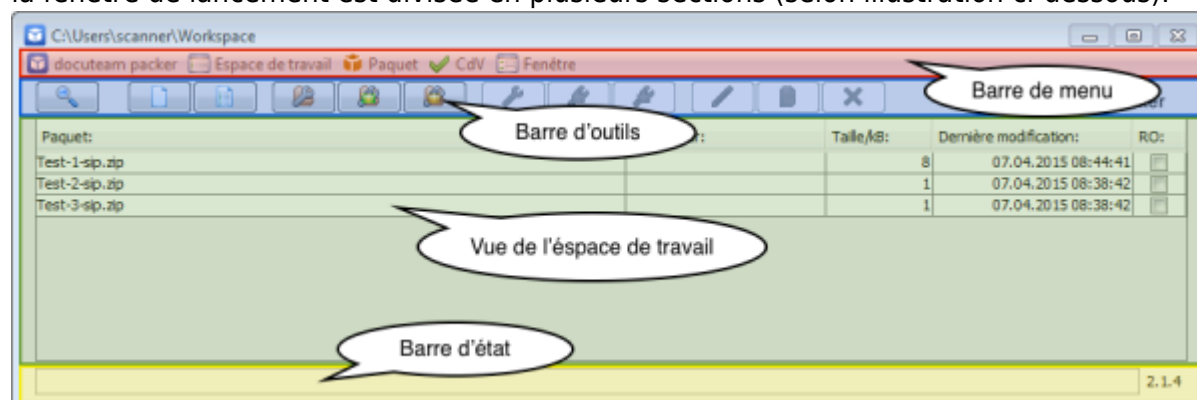 la fenêtre de lancement est divisée en plusieurs sections (selon illustration ci-dessous):
C:\Users\scanner\Workspace
docuteam packer Espace de travail Paquet CdV Fenêtre
Barre de menu
Barre d'outils
Paquet: Taille/kB: Dernière modification: RO:
Test-1-sip.zip 8 07.04.2015 08:44:41
Test-2-sip.zip 1 07.04.2015 08:38:42
Test-3-sip.zip 1 07.04.2015 08:38:42
Vue de l'éspace de travail
Barre d'état
2.1.4